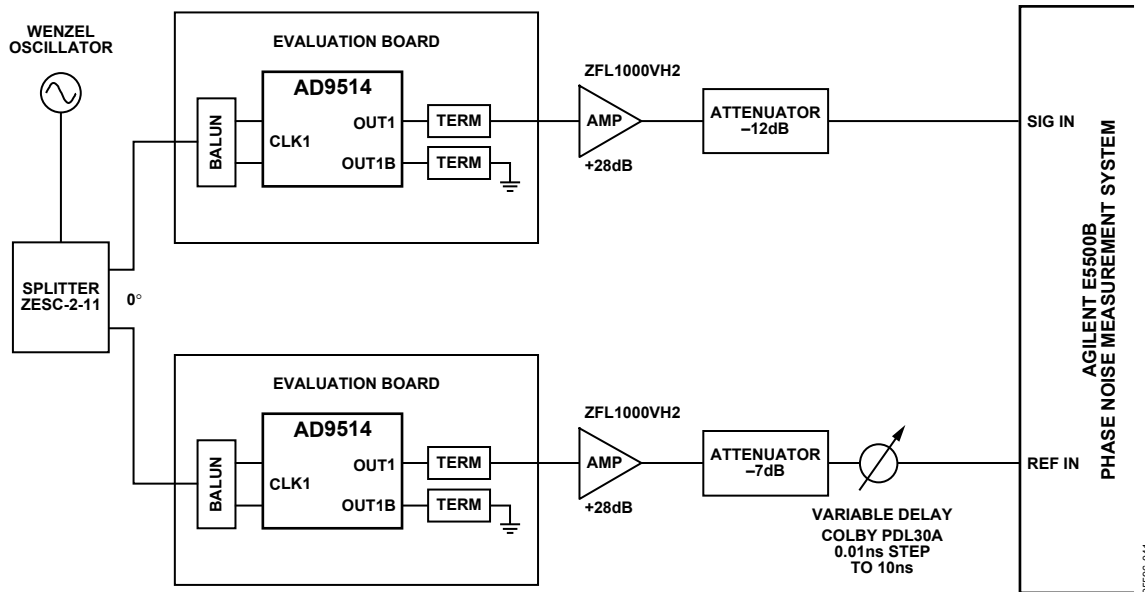 WENZEL
OSCILLATOR
SPLITTER
ZESC-2-11
0°
EVALUATION BOARD
BALUN
AD9514
CLK1
OUT1
OUT1B
TERM
TERM
ZFL1000VH2
AMP
+28dB
ATTENUATOR
–12dB
SIG IN
EVALUATION BOARD
BALUN
AD9514
CLK1
OUT1
OUT1B
TERM
TERM
ZFL1000VH2
AMP
+28dB
ATTENUATOR
–7dB
VARIABLE DELAY
COLBY PDL30A
0.01ns STEP
TO 10ns
REF IN
AGILENT E5500B
PHASE NOISE MEASUREMENT SYSTEM